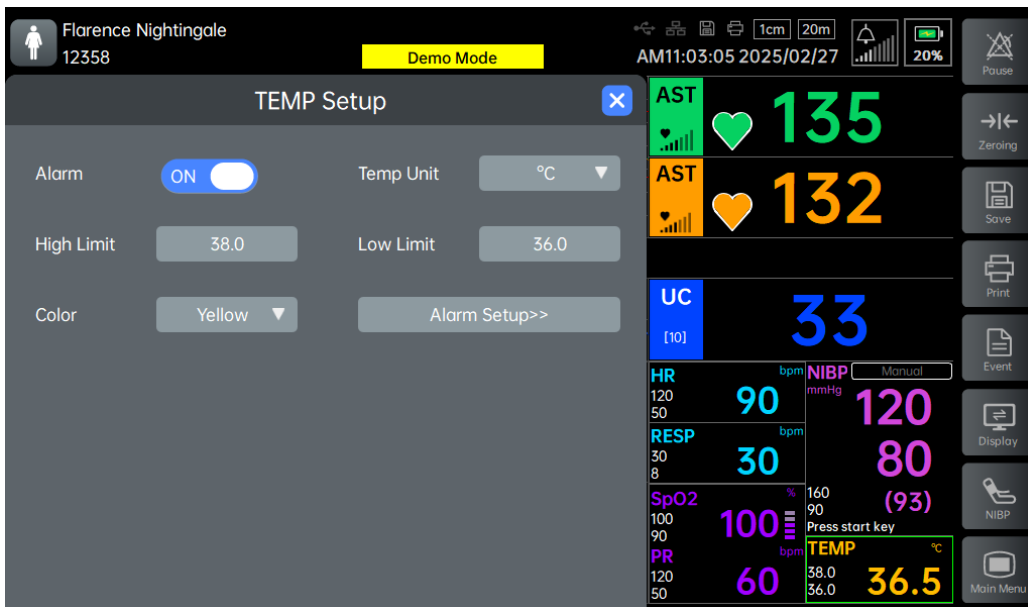 Flarence Nightingale
12358
Demo Mode
1cm 20m
AM11:03:05 2025/02/27
20%
Pause
TEMP Setup
Alarm ON Temp Unit °C
High Limit 38.0 Low Limit 36.0
Color Yellow Alarm Setup>>
AST 135
AST 132
UC
[10]
33
HR bpm
120
50
90
RESP bpm
30
8
30
SpO2 %
100
90
100
PR bpm
120
50
60
NIBP Manual
mmHg
120
80
160
90
(93)
Press start key
TEMP °C
38.0
36.0
36.5
Zeroing
Save
Print
Event
Display
NIBP
Main Menu